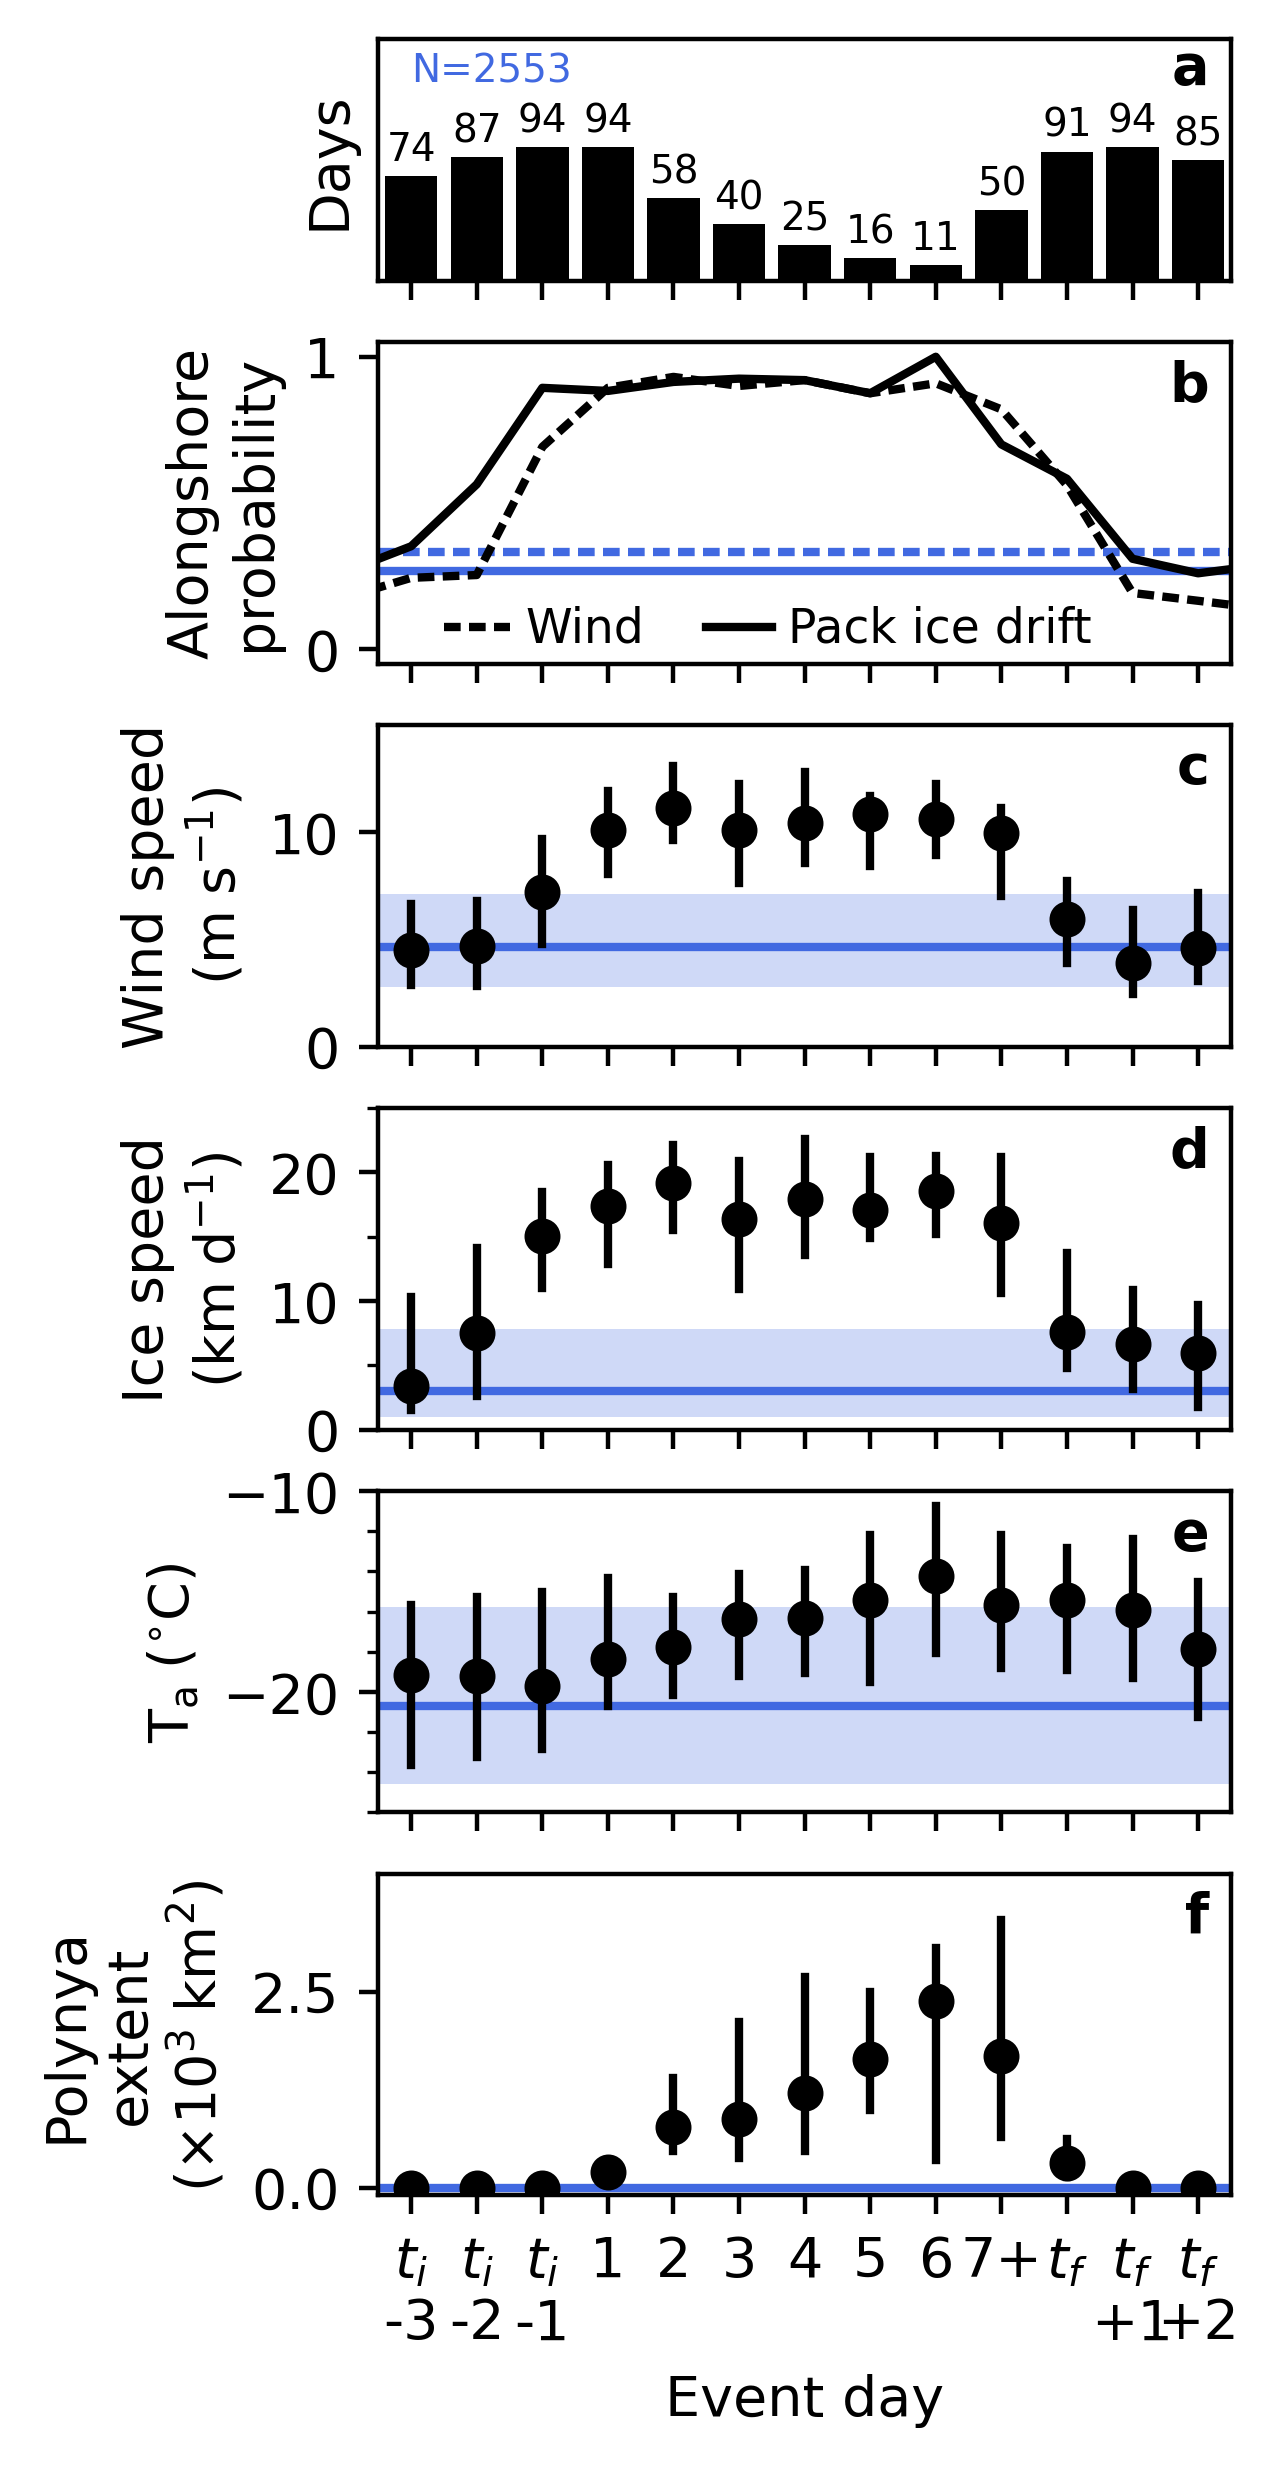 N=2553
a
Days
74 87 94 94 58 40 25 16 11 50 91 94 85
b
Alongshore
probability
1
0
Wind
Pack ice drift
c
Wind speed
(m s⁻¹)
10
0
d
Ice speed
(km d⁻¹)
20
10
0
e
Tₐ (°C)
−10
−20
f
Polynya
extent
(×10³ km²)
2.5
0.0
tᵢ tᵢ tᵢ 1 2 3 4 5 6 7+ t_f t_f t_f
-3 -2 -1 +1 +2
Event day